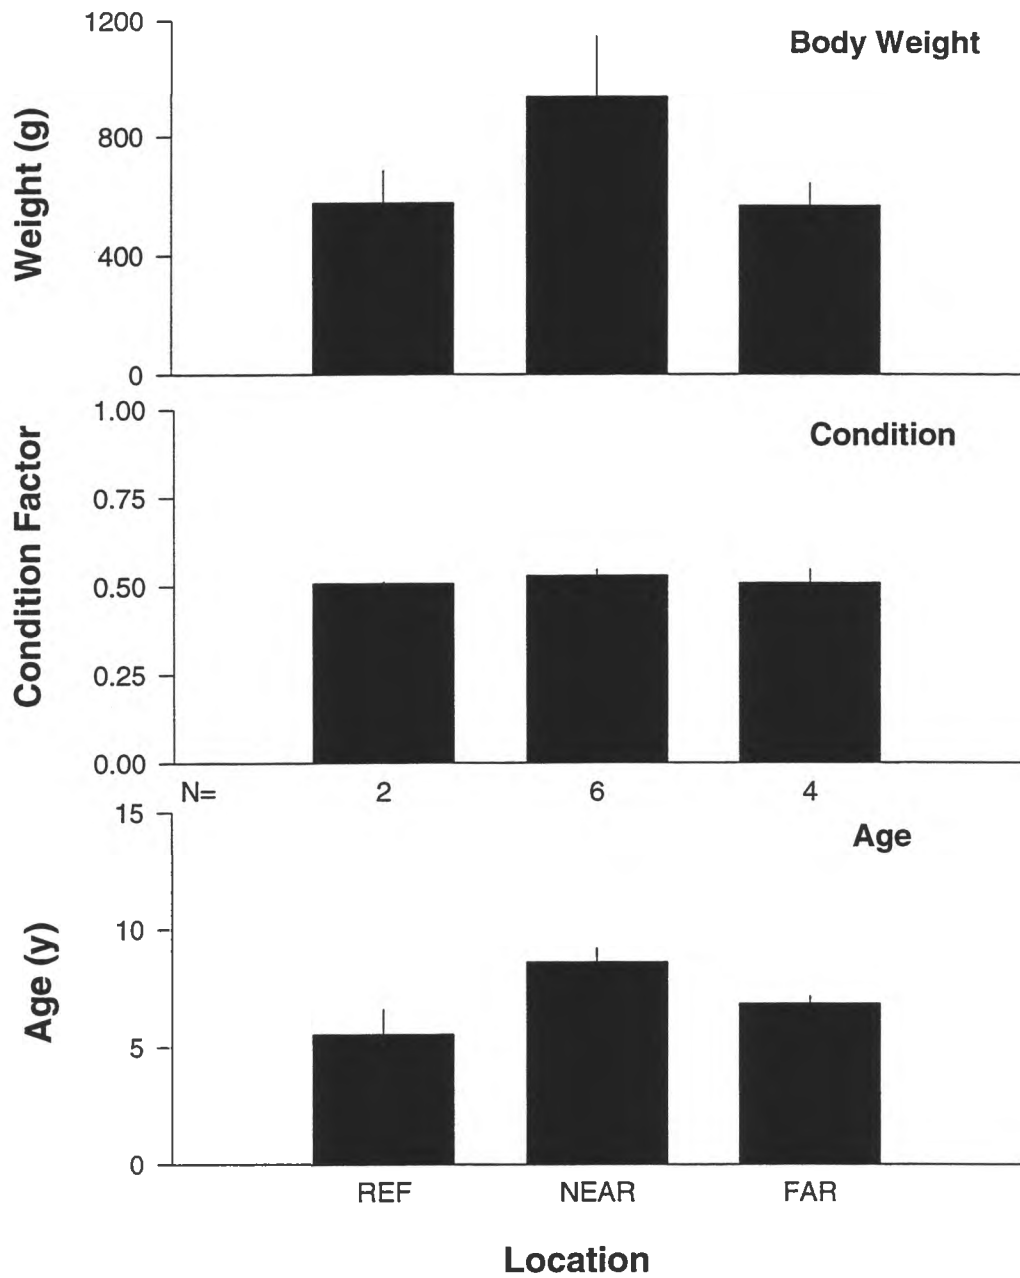 Body Weight
Weight (g)
1200
800
400
0
Condition
Condition Factor
1.00
0.75
0.50
0.25
0.00
N= 2 6 4
Age
Age (y)
15
10
5
0
REF NEAR FAR
Location